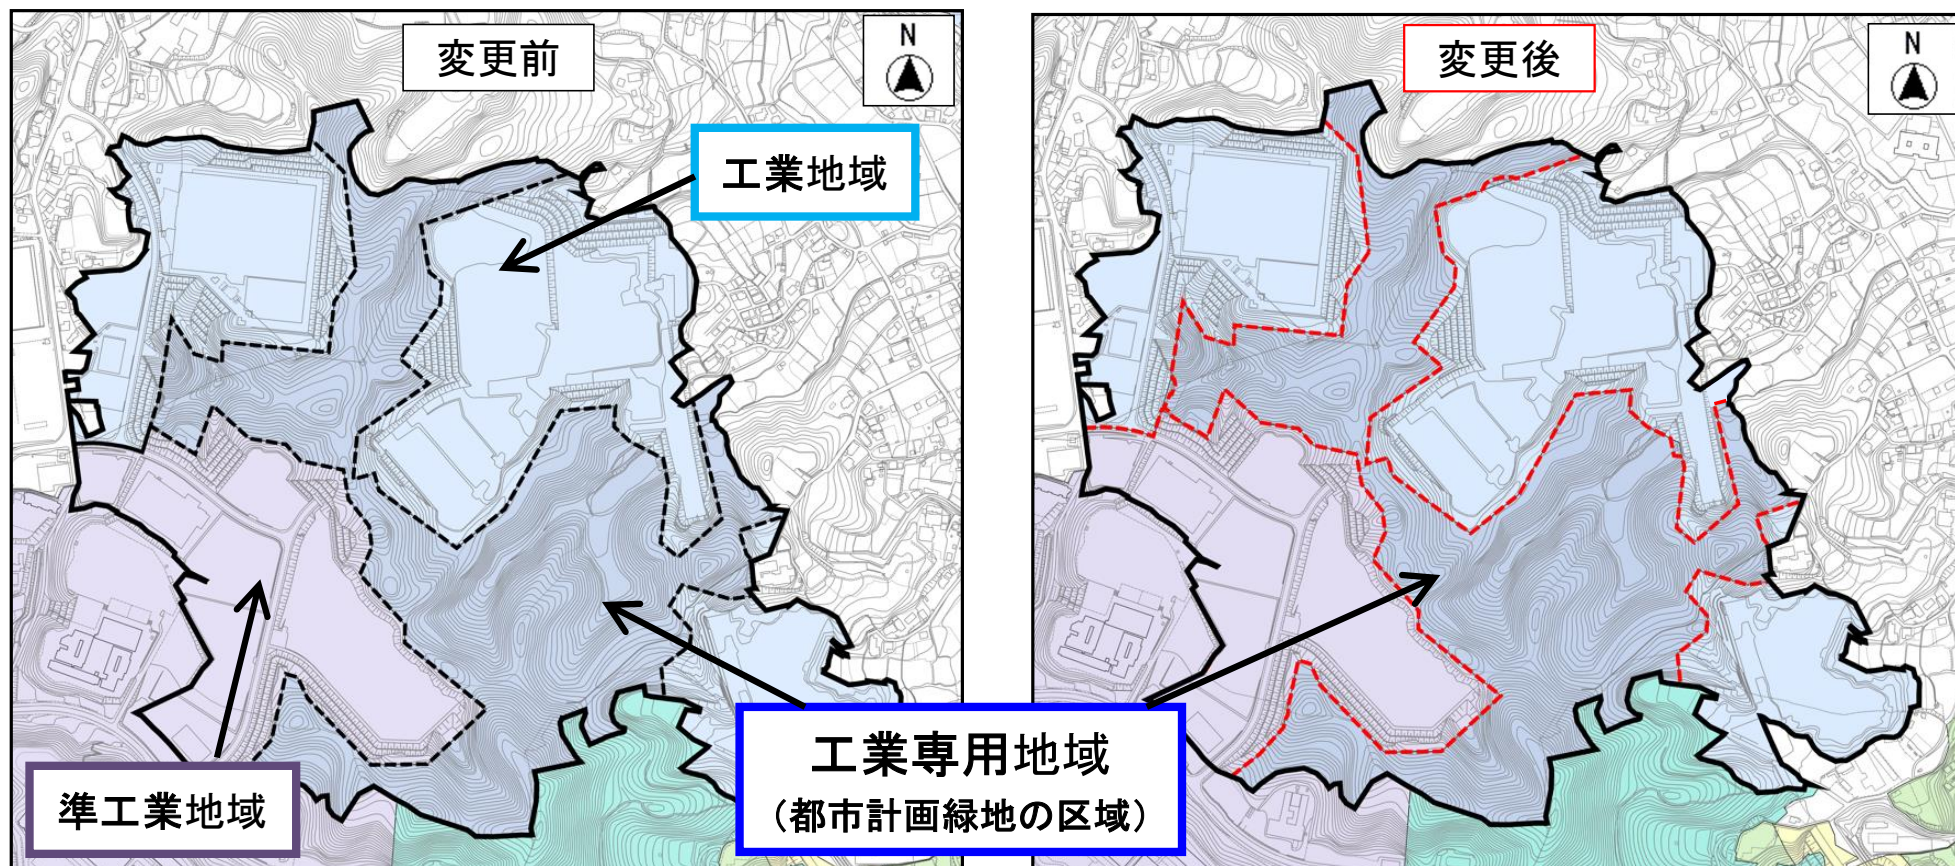 変更前
N
工業地域
準工業地域
変更後
N
工業専用地域
（都市計画緑地の区域）